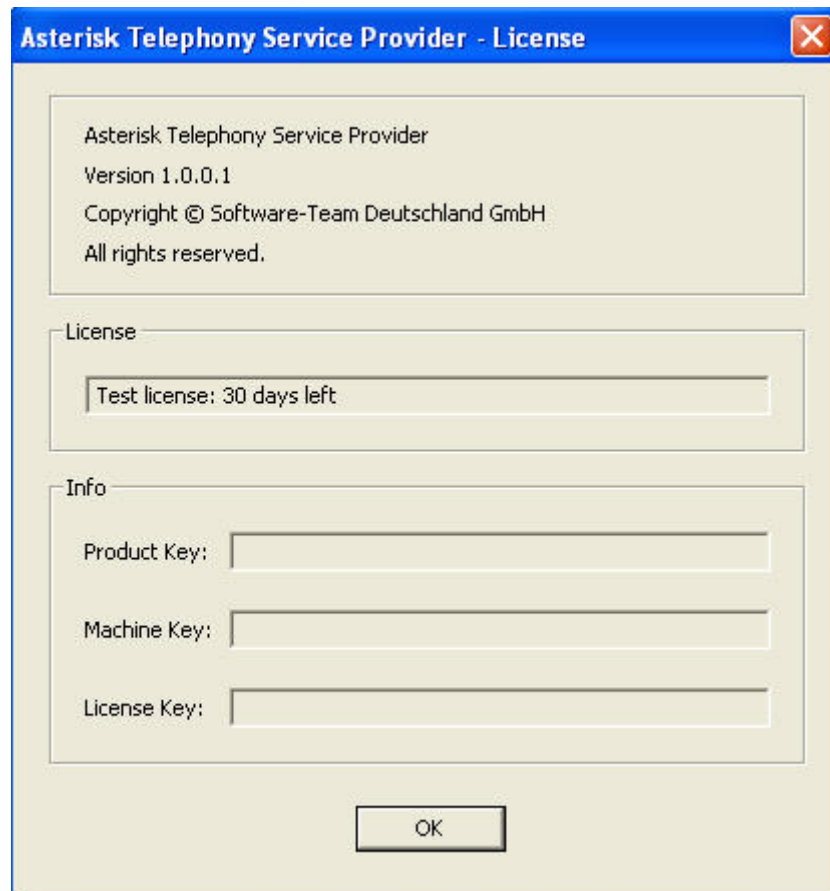 Asterisk Telephony Service Provider - License
Asterisk Telephony Service Provider
Version 1.0.0.1
Copyright © Software-Team Deutschland GmbH
All rights reserved.
License
Test license: 30 days left
Info
Product Key:
Machine Key:
License Key:
OK